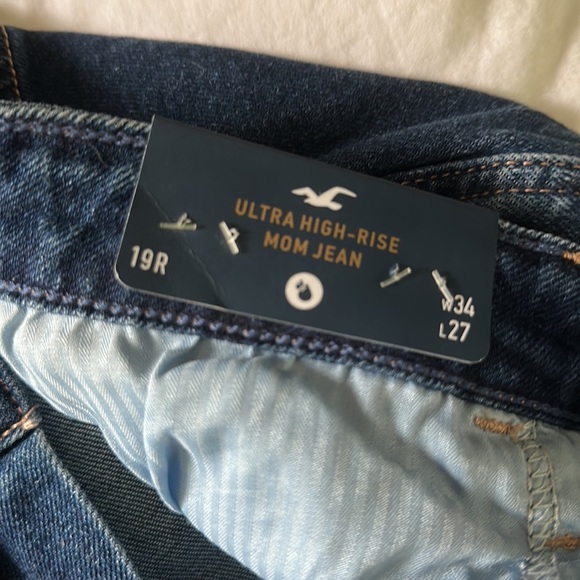 ULTRA HIGH-RISE
MOM JEAN
19R
W34
L27